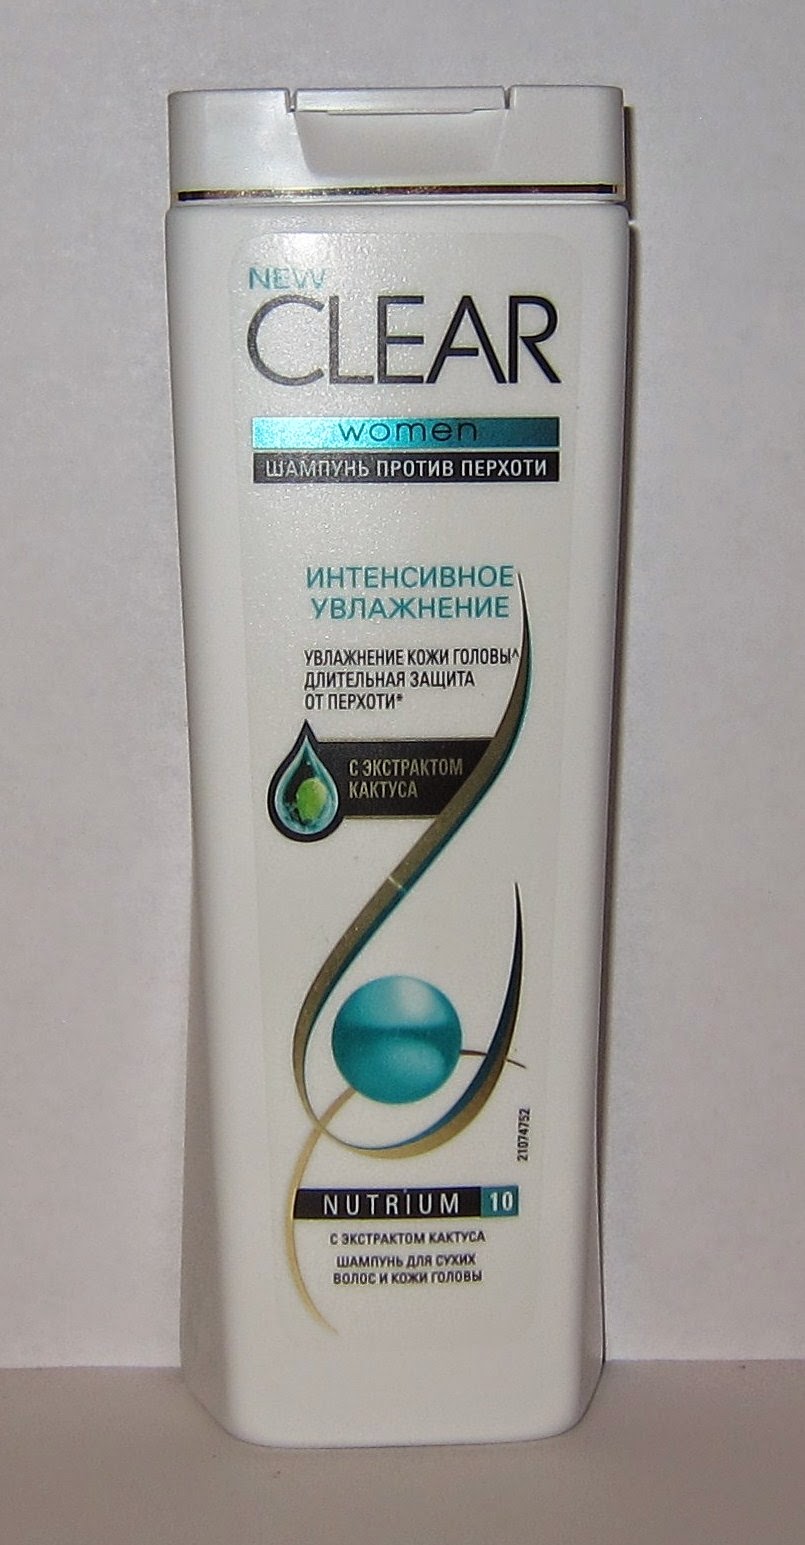 NEW
CLEAR
women
ШАМПУНЬ ПРОТИВ ПЕРХОТИ
ИНТЕНСИВНОЕ
УВЛАЖНЕНИЕ
УВЛАЖНЕНИЕ КОЖИ ГОЛОВЫ^
ДЛИТЕЛЬНАЯ ЗАЩИТА
ОТ ПЕРХОТИ*
С ЭКСТРАКТОМ
КАКТУСА
21074752
NUTRIUM 10
С ЭКСТРАКТОМ КАКТУСА
ШАМПУНЬ ДЛЯ СУХИХ
ВОЛОС И КОЖИ ГОЛОВЫ